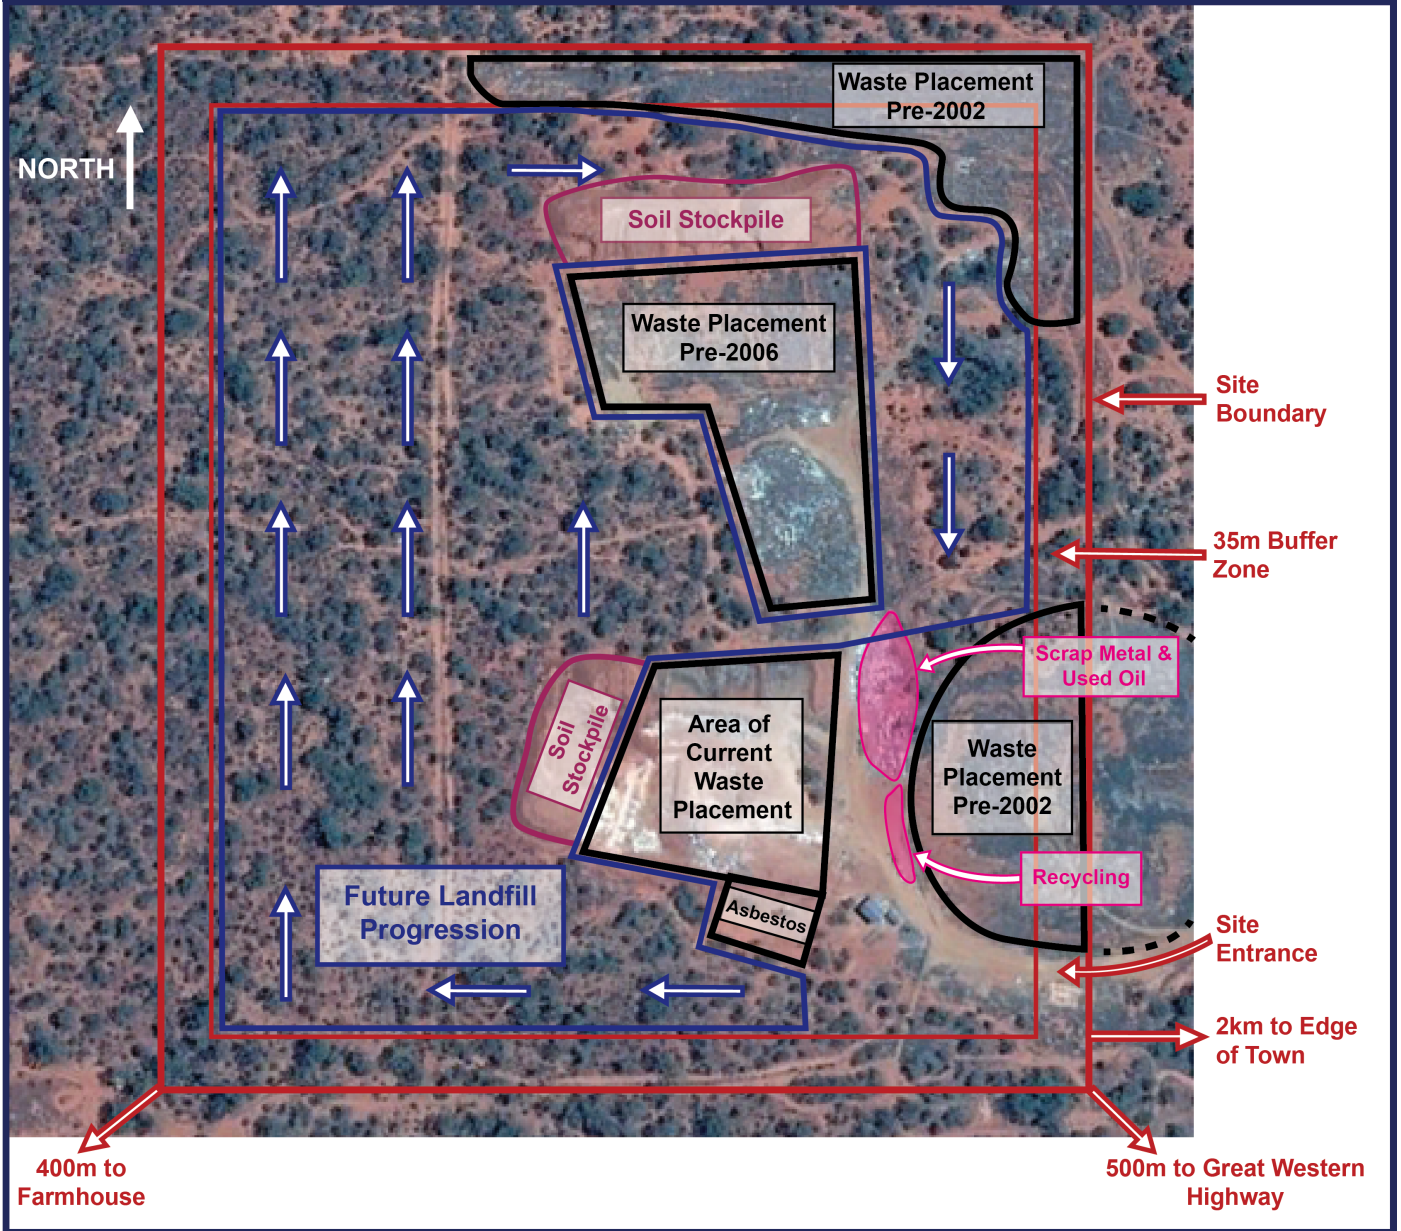 Waste Placement
Pre-2002
NORTH
Soil Stockpile
Waste Placement
Pre-2006
Site
Boundary
35m Buffer
Zone
Scrap Metal &
Used Oil
Soil
Stockpile
Area of
Current
Waste
Placement
Waste
Placement
Pre-2002
Recycling
Future Landfill
Progression
Asbestos
Site
Entrance
2km to Edge
of Town
400m to
Farmhouse
500m to Great Western
Highway